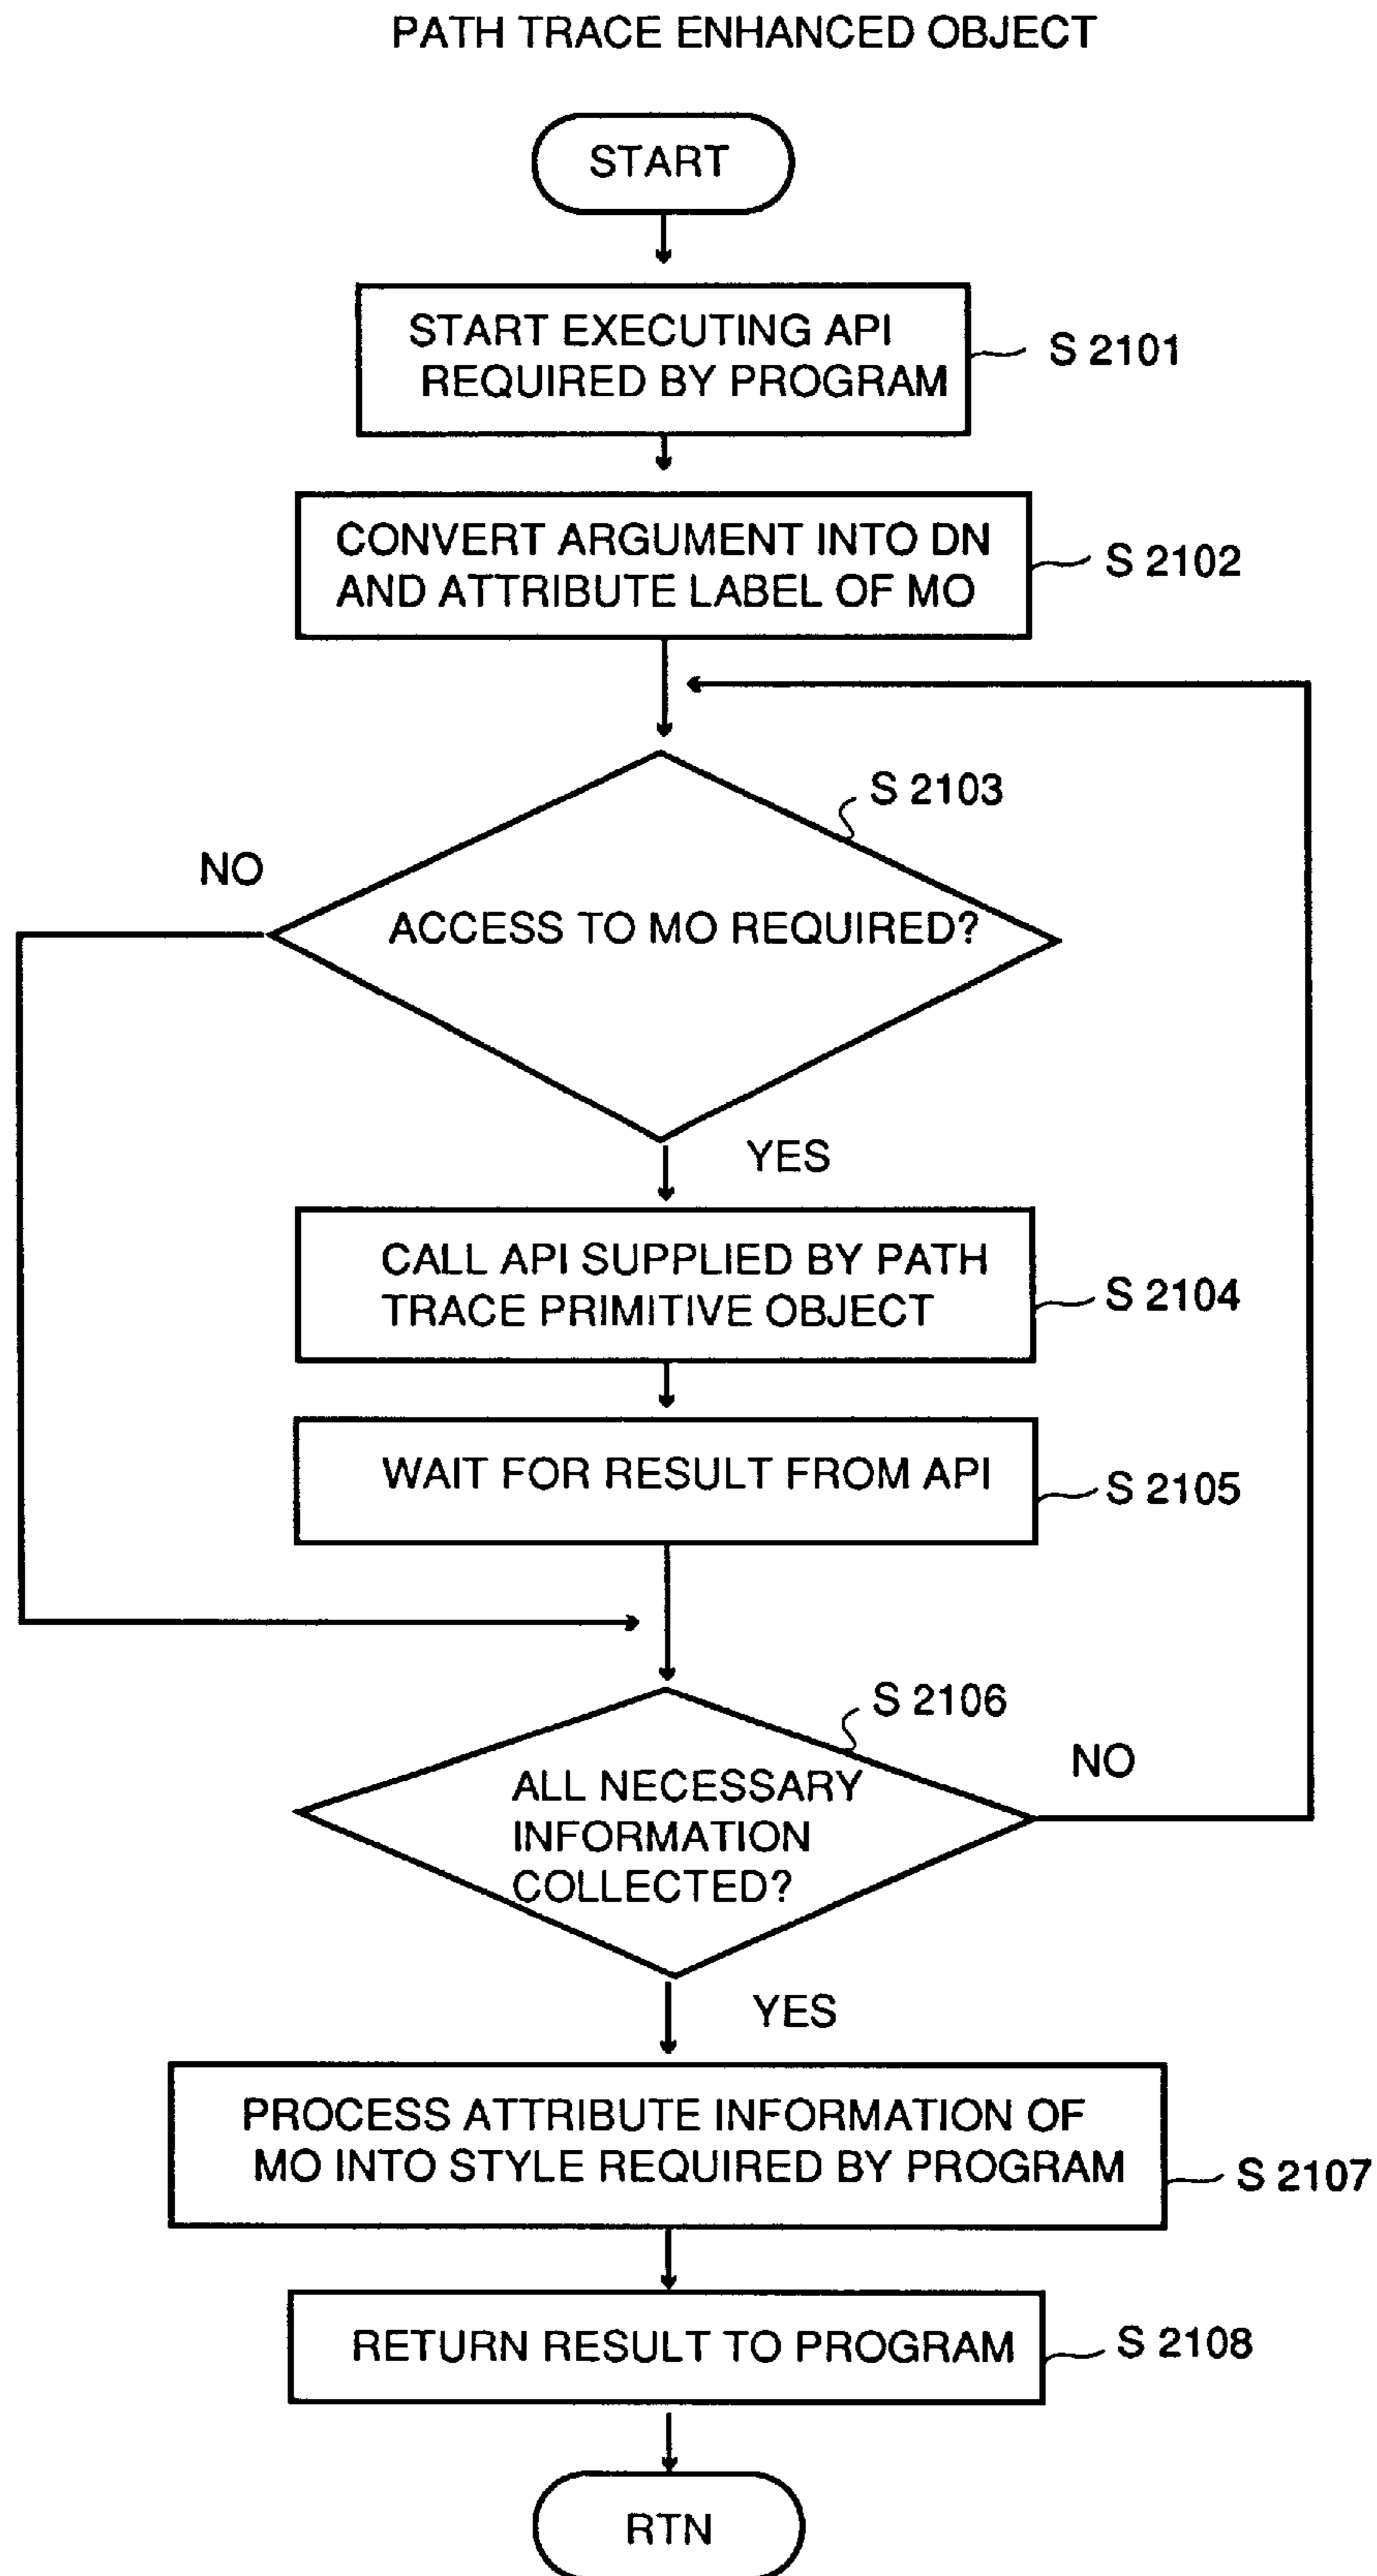 PATH TRACE ENHANCED OBJECT
START
START EXECUTING API
REQUIRED BY PROGRAM
S 2101
CONVERT ARGUMENT INTO DN
AND ATTRIBUTE LABEL OF MO
S 2102
S 2103
NO
ACCESS TO MO REQUIRED?
YES
CALL API SUPPLIED BY PATH
TRACE PRIMITIVE OBJECT
S 2104
WAIT FOR RESULT FROM API
S 2105
S 2106
NO
ALL NECESSARY
INFORMATION
COLLECTED?
YES
PROCESS ATTRIBUTE INFORMATION OF
MO INTO STYLE REQUIRED BY PROGRAM
S 2107
RETURN RESULT TO PROGRAM
S 2108
RTN